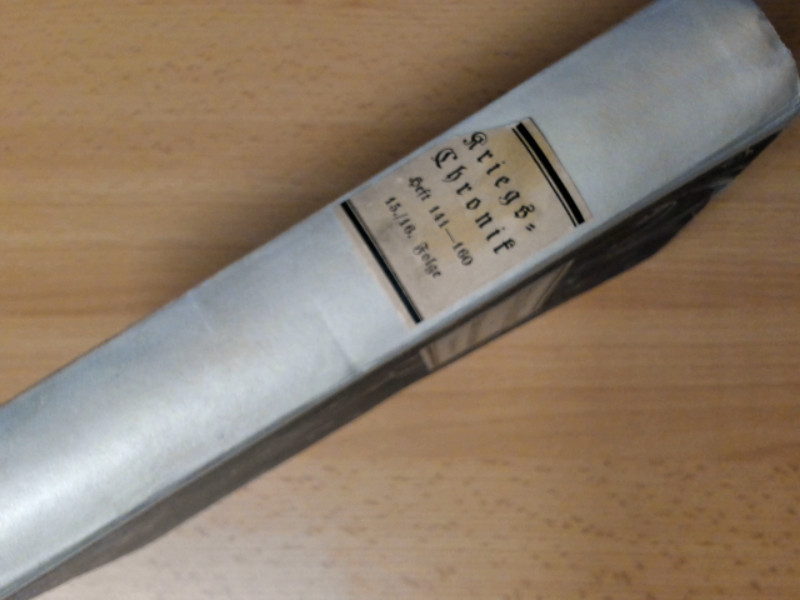 Kriegs=
Chronik
Heft 141—160
15./16. Folge